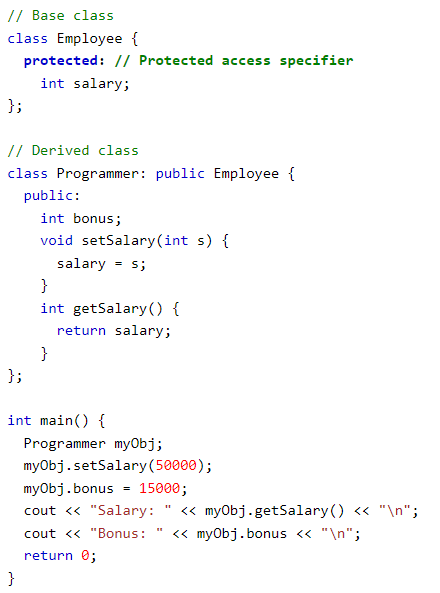 // Base class
class Employee {
  protected: // Protected access specifier
    int salary;
};

// Derived class
class Programmer: public Employee {
  public:
    int bonus;
    void setSalary(int s) {
      salary = s;
    }
    int getSalary() {
      return salary;
    }
};

int main() {
  Programmer myObj;
  myObj.setSalary(50000);
  myObj.bonus = 15000;
  cout << "Salary: " << myObj.getSalary() << "\n";
  cout << "Bonus: " << myObj.bonus << "\n";
  return 0;
}